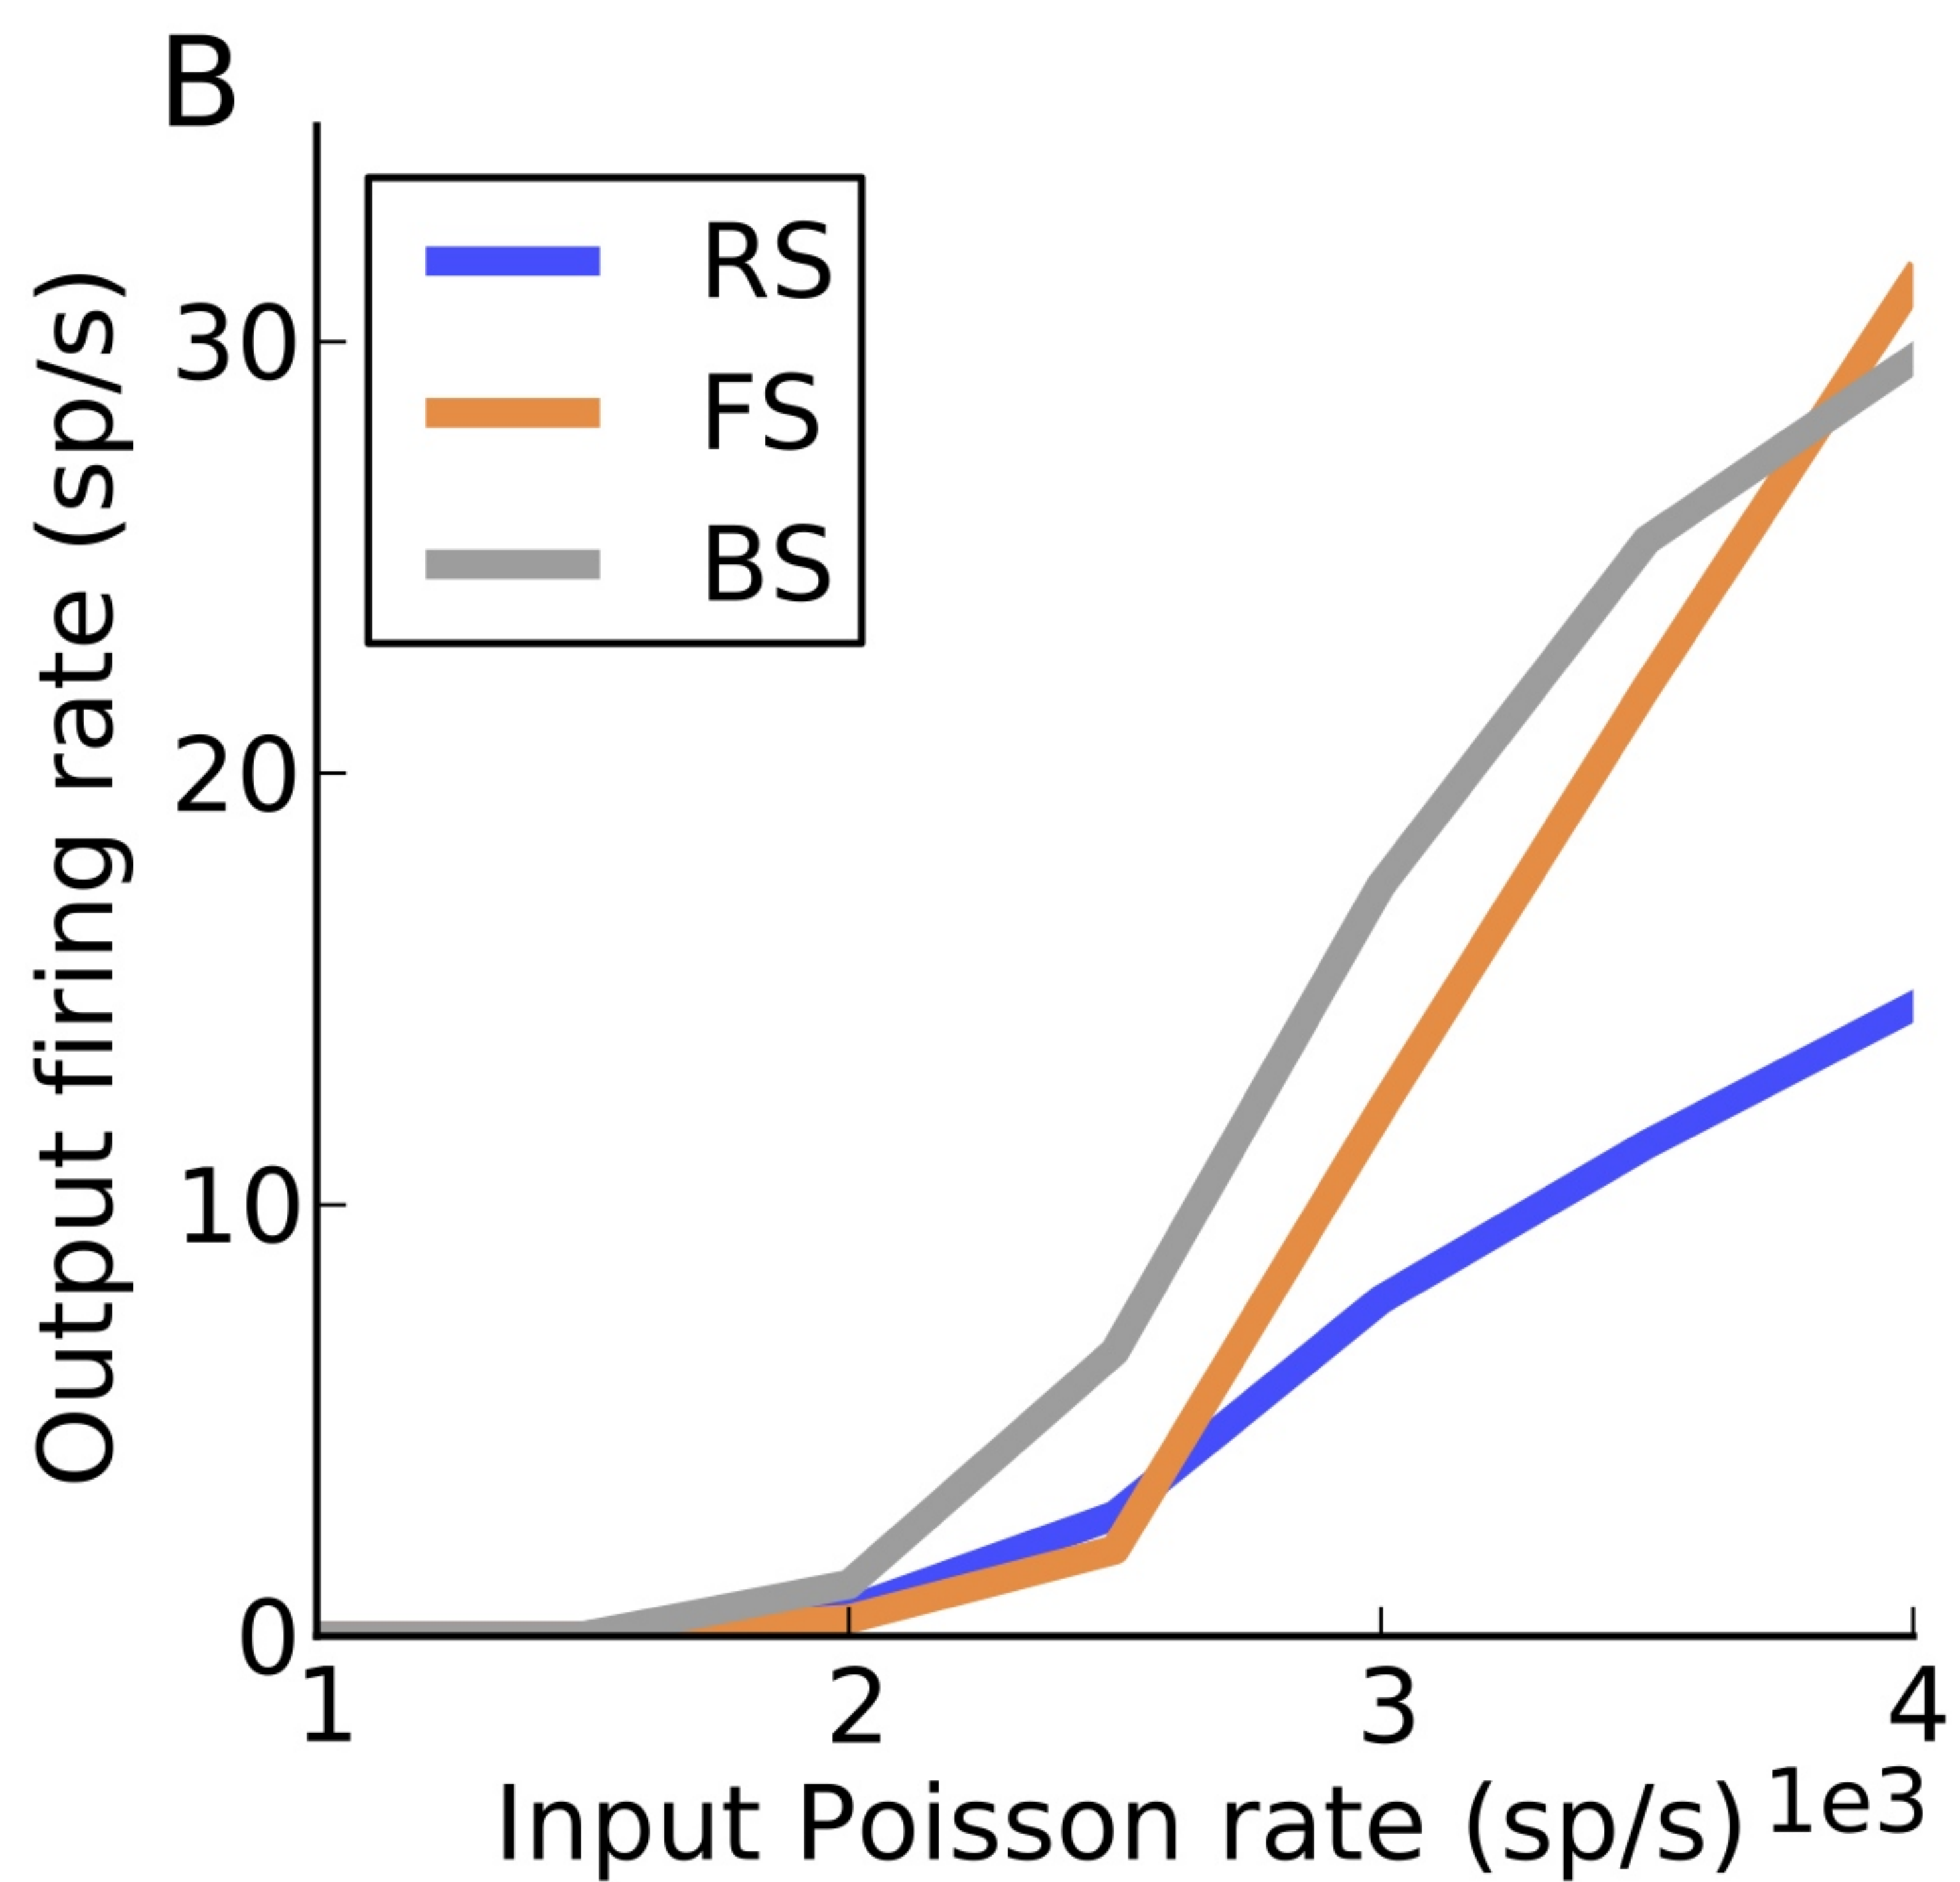 B
RS
FS
BS
Output firing rate (sp/s)
30
20
10
0
1 2 3 4
Input Poisson rate (sp/s) 1e3